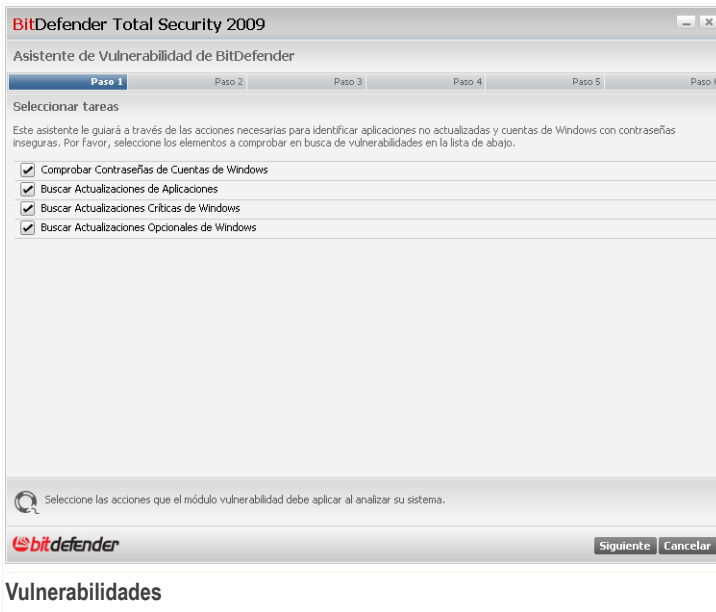 BitDefender Total Security 2009
Asistente de Vulnerabilidad de BitDefender
Paso 1 Paso 2 Paso 3 Paso 4 Paso 5 Paso 6
Seleccionar tareas
Este asistente le guiará a través de las acciones necesarias para identificar aplicaciones no actualizadas y cuentas de Windows con contraseñas
inseguras. Por favor, seleccione los elementos a comprobar en busca de vulnerabilidades en la lista de abajo.
Comprobar Contraseñas de Cuentas de Windows
Buscar Actualizaciones de Aplicaciones
Buscar Actualizaciones Críticas de Windows
Buscar Actualizaciones Opcionales de Windows
Seleccione las acciones que el módulo vulnerabilidad debe aplicar al analizar su sistema.
bitdefender
Siguiente Cancelar
Vulnerabilidades